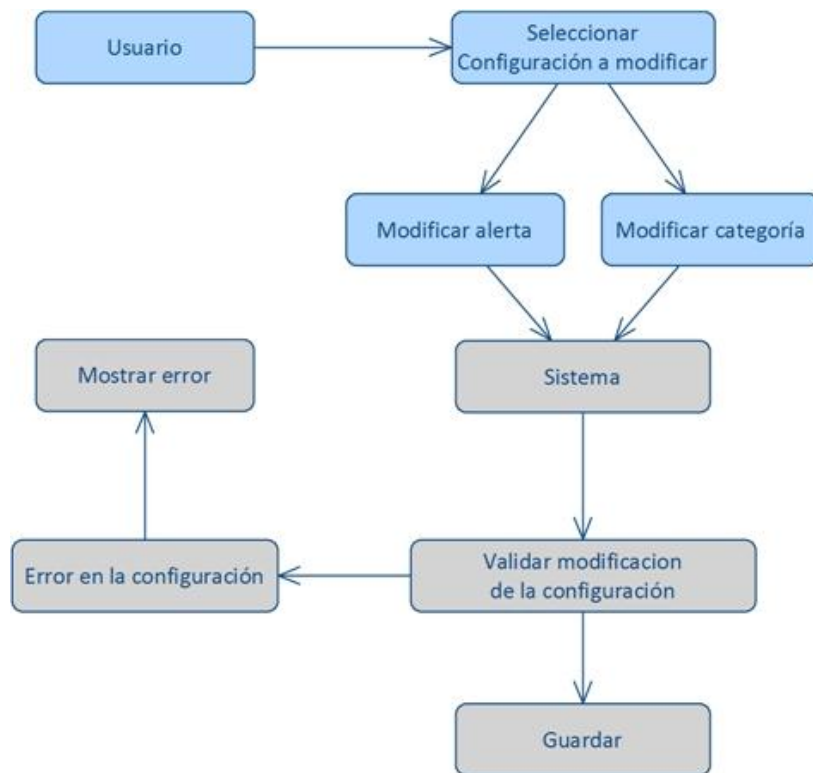 Usuario
Seleccionar
Configuración a modificar
Modificar alerta
Modificar categoría
Mostrar error
Sistema
Error en la configuración
Validar modificacion
de la configuración
Guardar